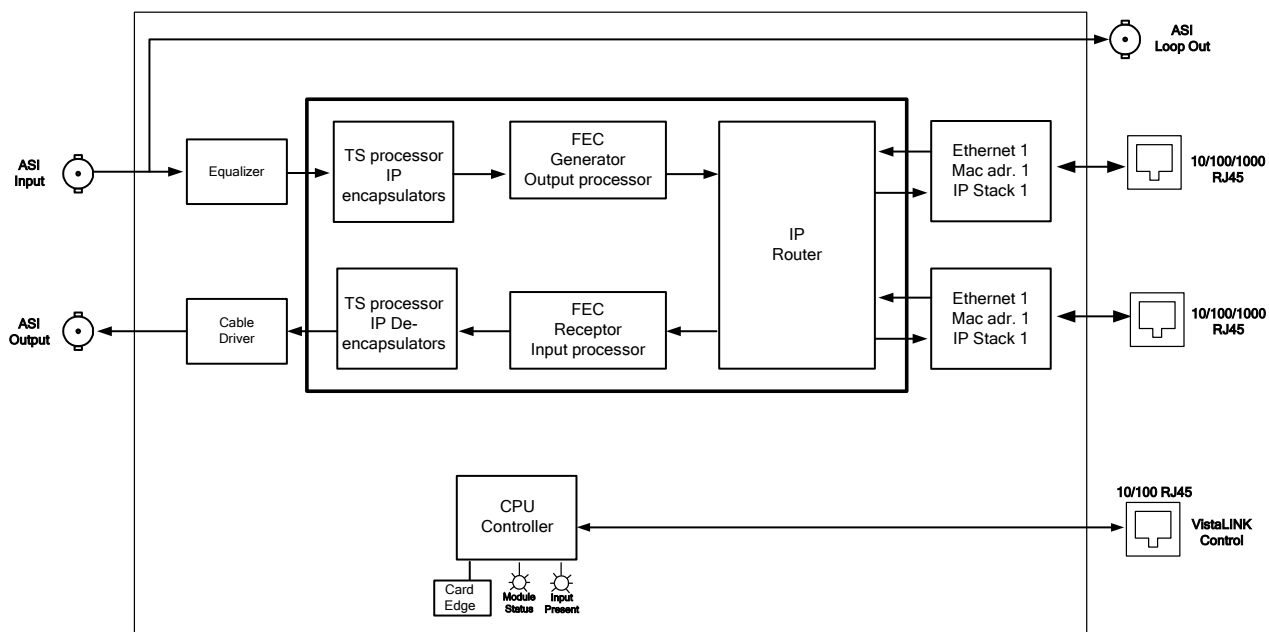 ASI
Loop Out
ASI
Input
Equalizer
TS processor
IP
encapsulators
FEC
Generator
Output processor
IP
Router
Ethernet 1
Mac adr. 1
IP Stack 1
10/100/1000
RJ45
ASI
Output
Cable
Driver
TS processor
IP De-
encapsulators
FEC
Receptor
Input processor
Ethernet 1
Mac adr. 1
IP Stack 1
10/100/1000
RJ45
CPU
Controller
10/100 RJ45
VistaLINK
Control
Card
Edge
Module
Status
Input
Present